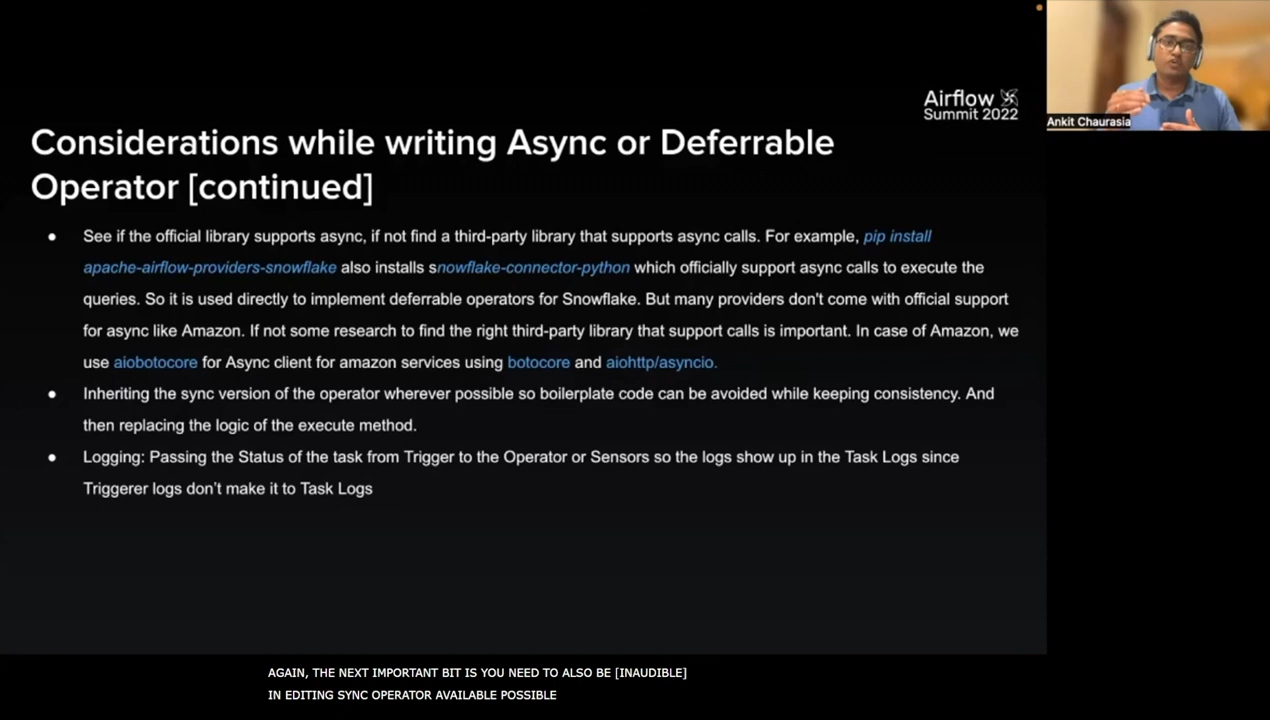 Airflow
Summit 2022
Ankit Chaurasia
Considerations while writing Async or Deferrable
Operator [continued]
● See if the official library supports async, if not find a third-party library that supports async calls. For example, pip install
apache-airflow-providers-snowflake also installs snowflake-connector-python which officially support async calls to execute the
queries. So it is used directly to implement deferrable operators for Snowflake. But many providers don't come with official support
for async like Amazon. If not some research to find the right third-party library that support calls is important. In case of Amazon, we
use aiobotocore for Async client for amazon services using botocore and aiohttp/asyncio.
● Inheriting the sync version of the operator wherever possible so boilerplate code can be avoided while keeping consistency. And
then replacing the logic of the execute method.
● Logging: Passing the Status of the task from Trigger to the Operator or Sensors so the logs show up in the Task Logs since
Triggerer logs don’t make it to Task Logs
AGAIN, THE NEXT IMPORTANT BIT IS YOU NEED TO ALSO BE [INAUDIBLE]
IN EDITING SYNC OPERATOR AVAILABLE POSSIBLE